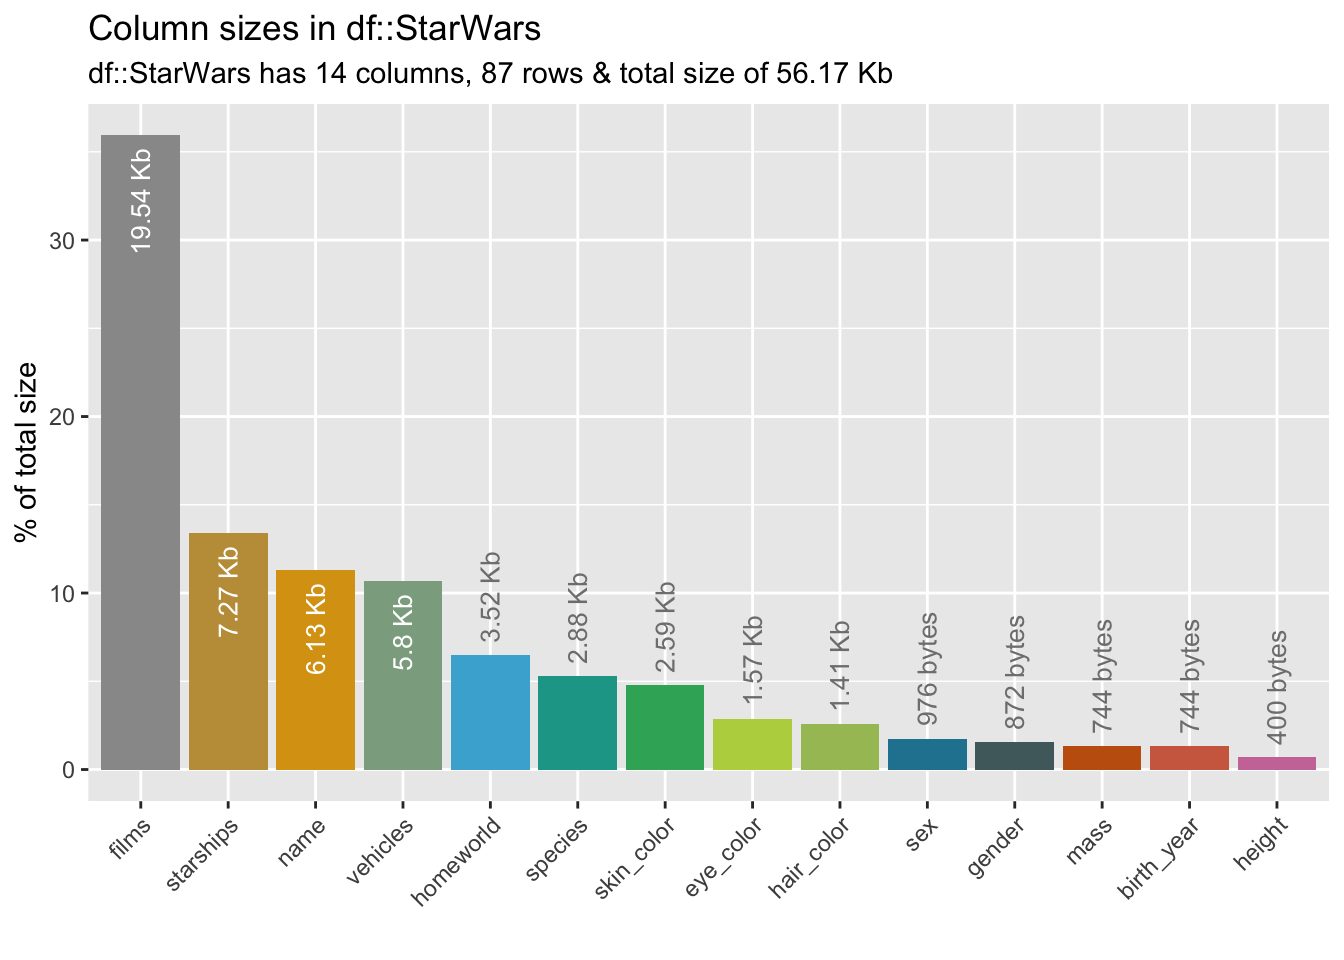 Column sizes in df::StarWars
df::StarWars has 14 columns, 87 rows & total size of 56.17 Kb
% of total size
30
20
10
0
19.54 Kb
7.27 Kb
6.13 Kb
5.8 Kb
3.52 Kb
2.88 Kb
2.59 Kb
1.57 Kb
1.41 Kb
976 bytes
872 bytes
744 bytes
744 bytes
400 bytes
films
starships
name
vehicles
homeworld
species
skin_color
eye_color
hair_color
sex
gender
mass
birth_year
height